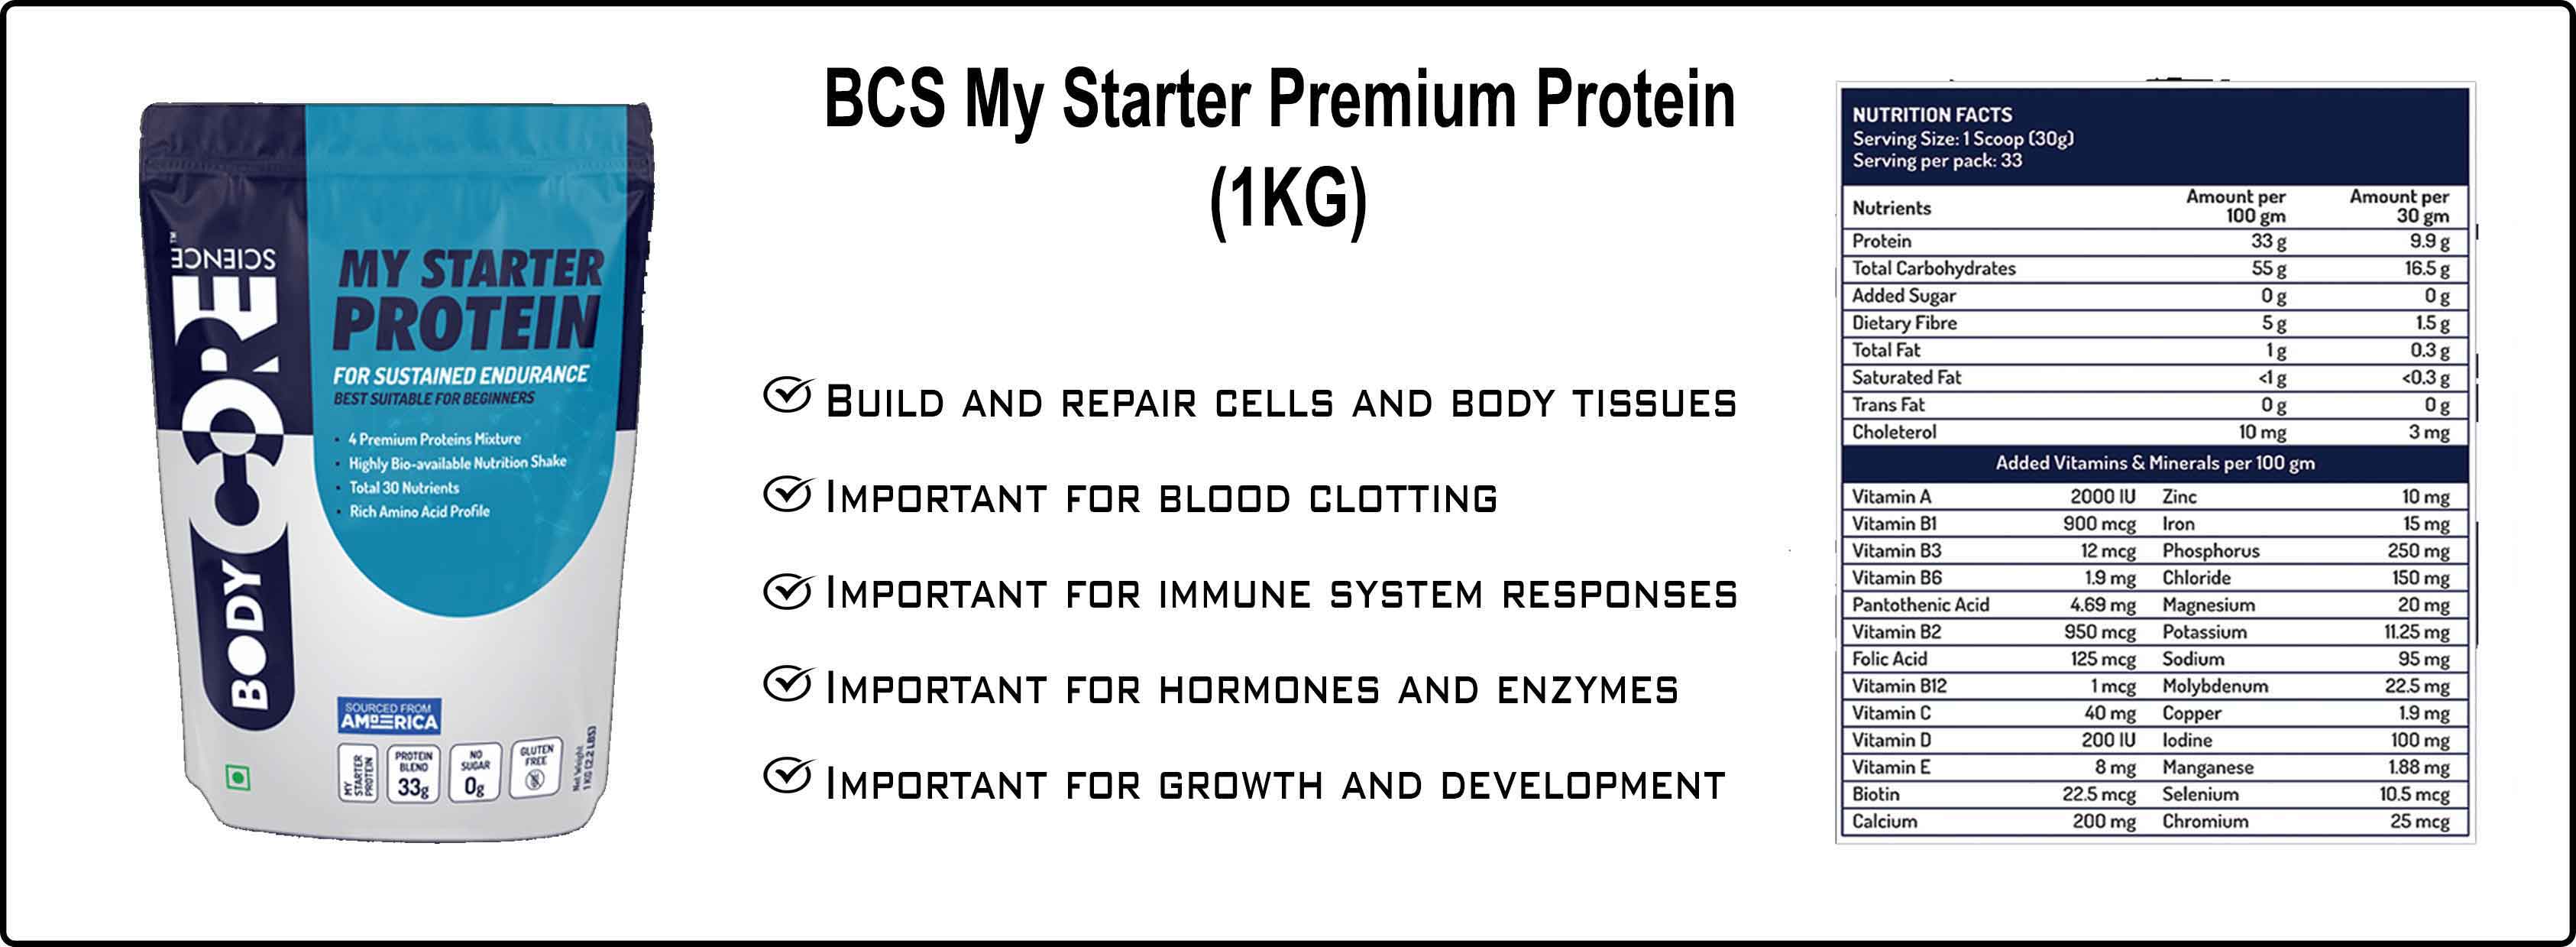 BCS My Starter Premium Protein
(1KG)
BODY CORE SCIENCE™
MY STARTER
PROTEIN
FOR SUSTAINED ENDURANCE
BEST SUITABLE FOR BEGINNERS
• 4 Premium Proteins Mixture
• Highly Bio-available Nutrition Shake
• Total 30 Nutrients
• Rich Amino Acid Profile
SOURCED FROM
AMERICA
MY
STARTER
PROTEIN
PROTEIN
BLEND
33g
NO
SUGAR
0g
GLUTEN
FREE
Net Weight
1 KG (2.2 LBS)
Build and repair cells and body tissues
Important for blood clotting
Important for immune system responses
Important for hormones and enzymes
Important for growth and development
NUTRITION FACTS
Serving Size: 1 Scoop (30g)
Serving per pack: 33
Nutrients Amount per 100 gm Amount per 30 gm
Protein 33 g 9.9 g
Total Carbohydrates 55 g 16.5 g
Added Sugar 0 g 0 g
Dietary Fibre 5 g 1.5 g
Total Fat 1 g 0.3 g
Saturated Fat <1 g <0.3 g
Trans Fat 0 g 0 g
Choleterol 10 mg 3 mg
Added Vitamins & Minerals per 100 gm
Vitamin A 2000 IU Zinc 10 mg
Vitamin B1 900 mcg Iron 15 mg
Vitamin B3 12 mcg Phosphorus 250 mg
Vitamin B6 1.9 mg Chloride 150 mg
Pantothenic Acid 4.69 mg Magnesium 20 mg
Vitamin B2 950 mcg Potassium 11.25 mg
Folic Acid 125 mcg Sodium 95 mg
Vitamin B12 1 mcg Molybdenum 22.5 mg
Vitamin C 40 mg Copper 1.9 mg
Vitamin D 200 IU Iodine 100 mg
Vitamin E 8 mg Manganese 1.88 mg
Biotin 22.5 mcg Selenium 10.5 mcg
Calcium 200 mg Chromium 25 mcg